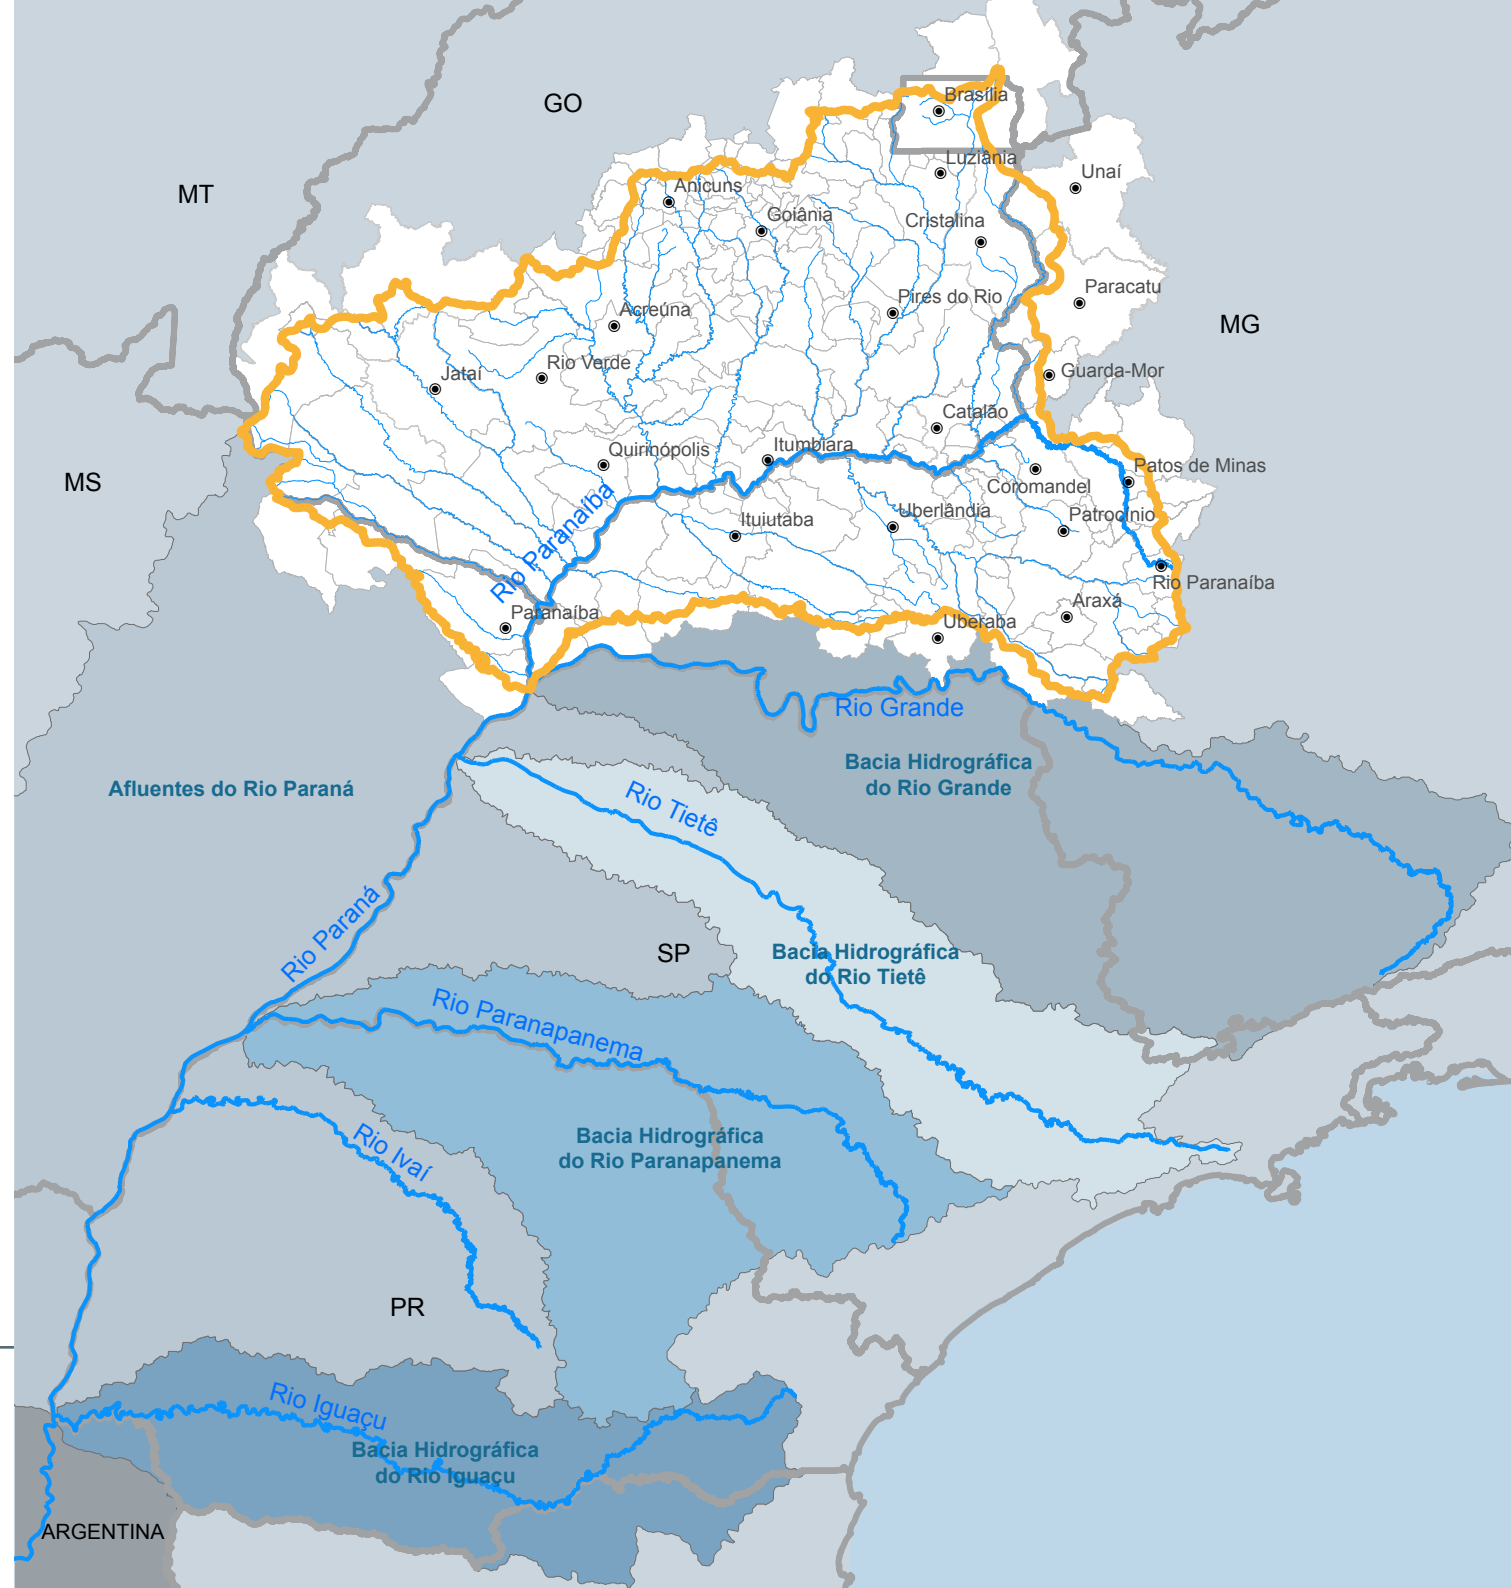 GO
Brasília
Luziânia
Unaí
MT
Anicuns
Goiânia
Cristalina
Paracatu
Pires do Rio
Acreúna
MG
Rio Verde
Jataí
Guarda-Mor
Catalão
Itumbiara
Quirinópolis
Patos de Minas
MS
Coromandel
Rio Paranaíba
Ituiutaba
Uberlândia
Patrocínio
Rio Paranaíba
Araxá
Paranaíba
Uberaba
Rio Grande
Bacia Hidrográfica
do Rio Grande
Afluentes do Rio Paraná
Rio Tietê
Rio Paraná
SP
Bacia Hidrográfica
do Rio Tietê
Rio Paranapanema
Bacia Hidrográfica
do Rio Paranapanema
Rio Ivaí
PR
Rio Iguaçu
Bacia Hidrográfica
do Rio Iguaçu
ARGENTINA